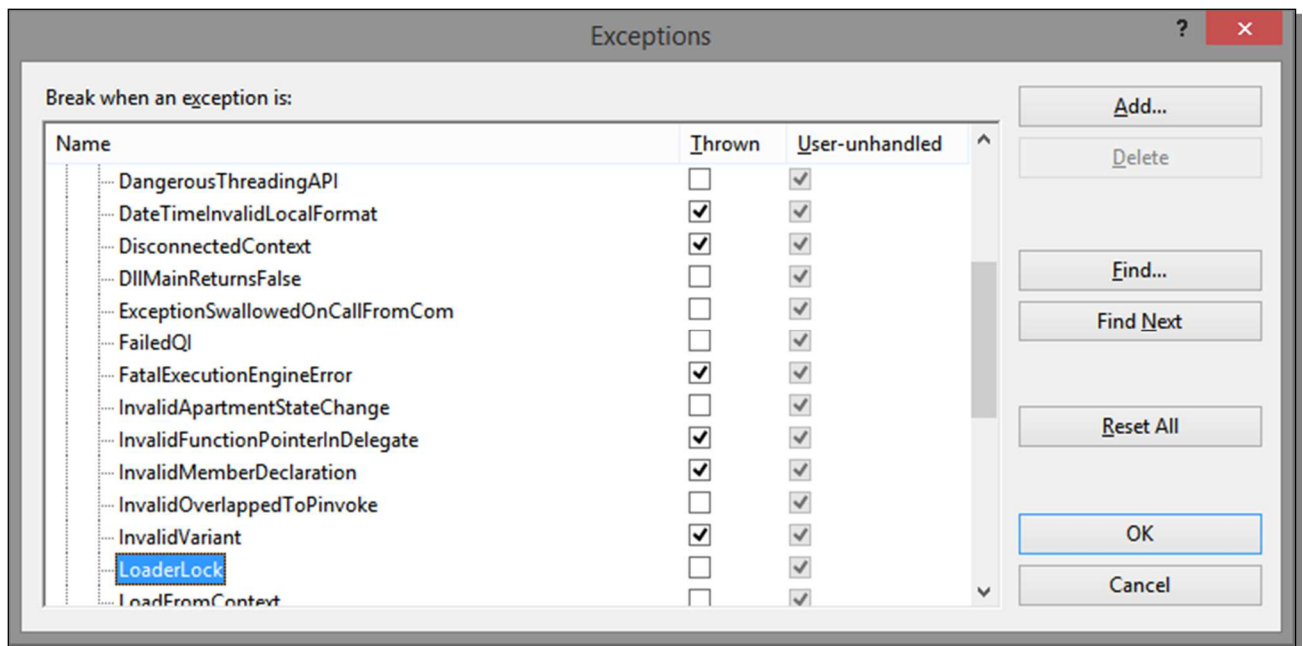 Exceptions
?
Break when an exception is:
Name Thrown User-unhandled
DangerousThreadingAPI
DateTimeInvalidLocalFormat
DisconnectedContext
DllMainReturnsFalse
ExceptionSwallowedOnCallFromCom
FailedQI
FatalExecutionEngineError
InvalidApartmentStateChange
InvalidFunctionPointerInDelegate
InvalidMemberDeclaration
InvalidOverlappedToPinvoke
InvalidVariant
LoaderLock
LoadFromContext
Add...
Delete
Find...
Find Next
Reset All
OK
Cancel